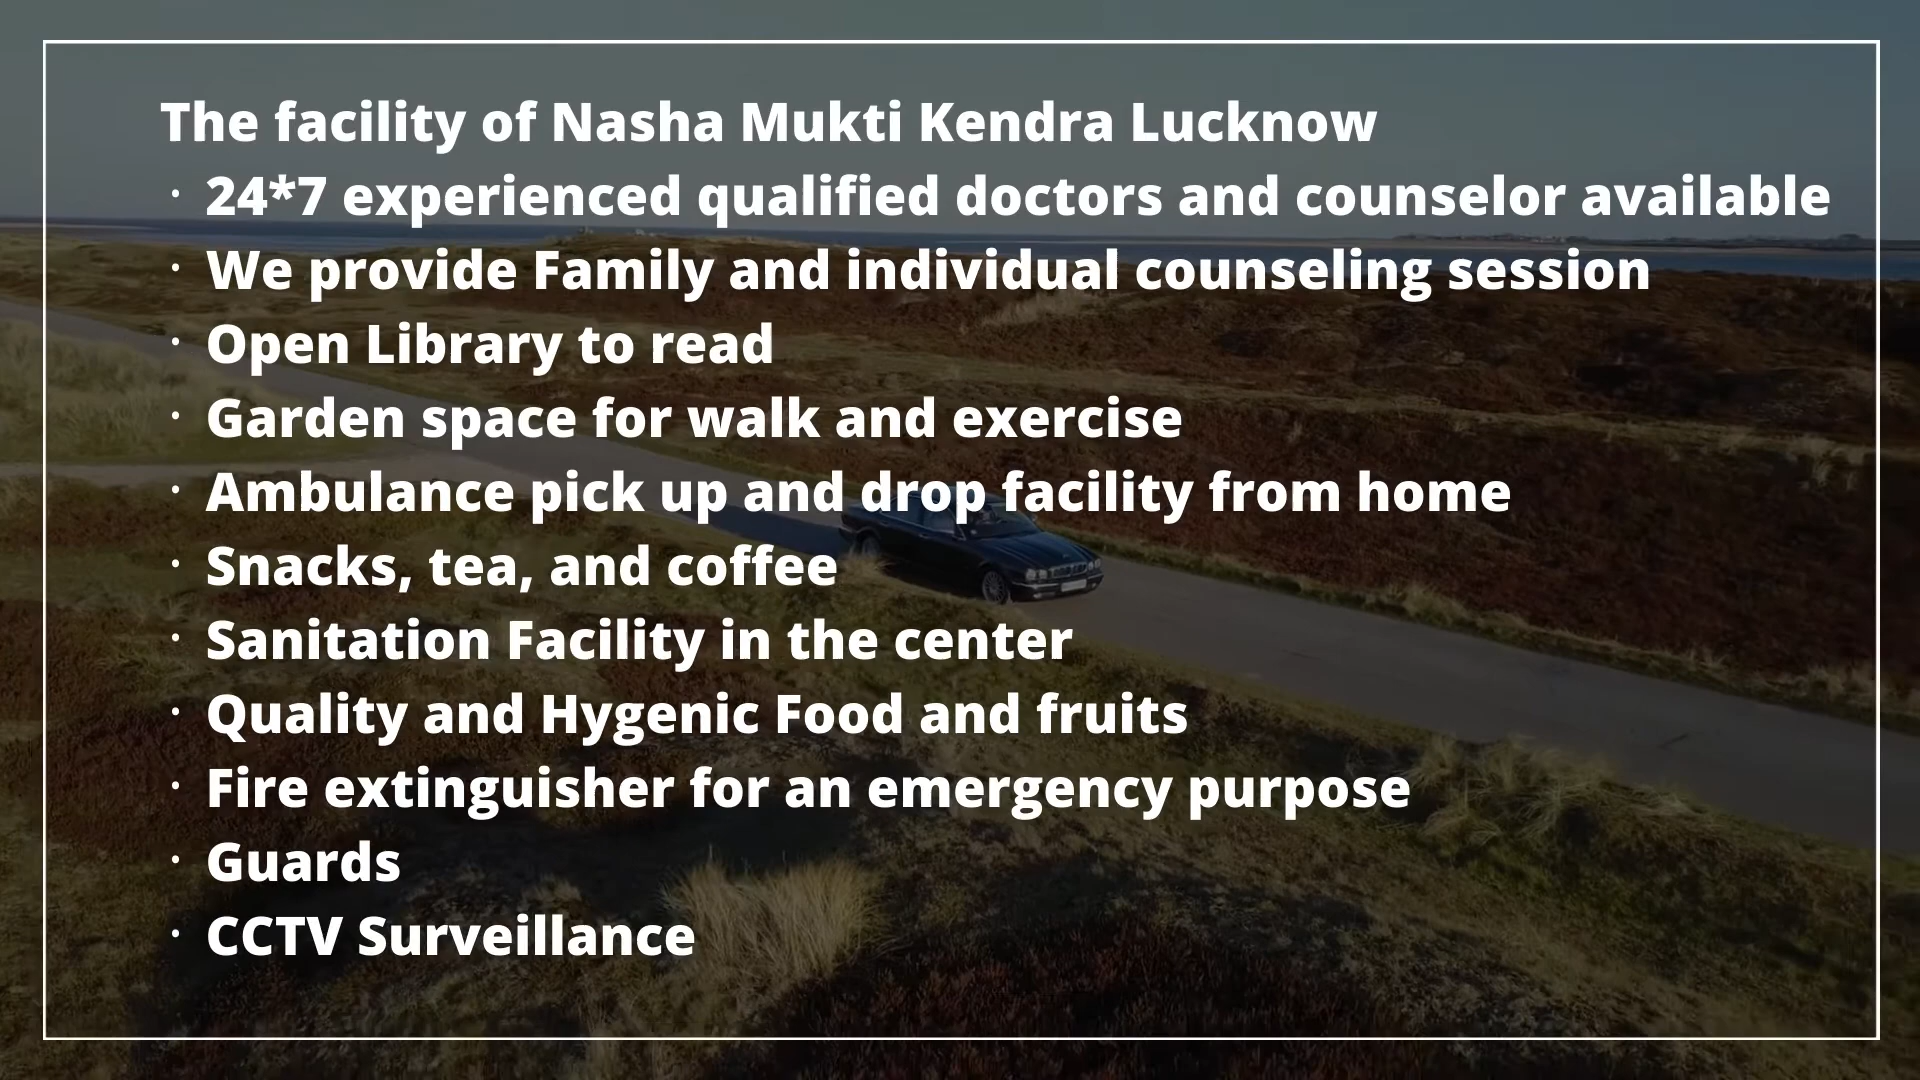 The facility of Nasha Mukti Kendra Lucknow
· 24*7 experienced qualified doctors and counselor available
· We provide Family and individual counseling session
· Open Library to read
· Garden space for walk and exercise
· Ambulance pick up and drop facility from home
· Snacks, tea, and coffee
· Sanitation Facility in the center
· Quality and Hygenic Food and fruits
· Fire extinguisher for an emergency purpose
· Guards
· CCTV Surveillance